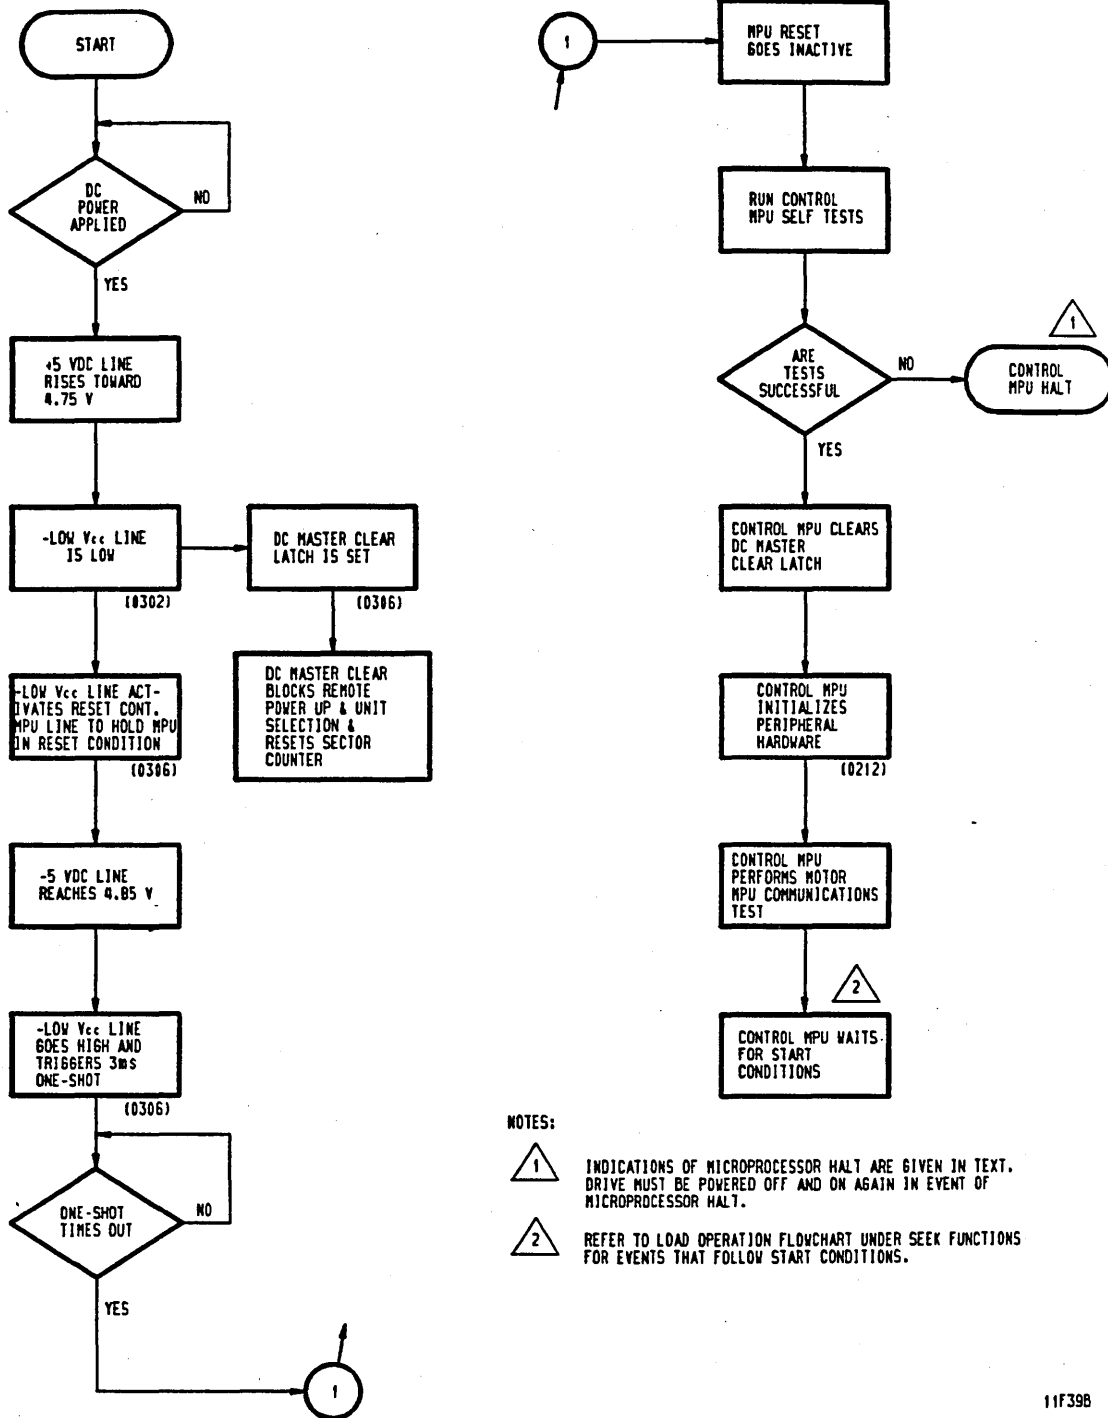 START
DC
POWER
APPLIED
NO
YES
+5 VDC LINE
RISES TOWARD
4.75 V
-LOW Vcc LINE
IS LOW
(0302)
DC MASTER CLEAR
LATCH IS SET
(0306)
DC MASTER CLEAR
BLOCKS REMOTE
POWER UP & UNIT
SELECTION &
RESETS SECTOR
COUNTER
-LOW Vcc LINE ACT-
IVATES RESET CONT.
MPU LINE TO HOLD MPU
IN RESET CONDITION
(0306)
-5 VDC LINE
REACHES 4.85 V
-LOW Vcc LINE
GOES HIGH AND
TRIGGERS 3ms
ONE-SHOT
(0306)
ONE-SHOT
TIMES OUT
NO
YES
1
1
MPU RESET
GOES INACTIVE
RUN CONTROL
MPU SELF TESTS
ARE
TESTS
SUCCESSFUL
NO
1
CONTROL
MPU HALT
YES
CONTROL MPU CLEARS
DC MASTER
CLEAR LATCH
CONTROL MPU
INITIALIZES
PERIPHERAL
HARDWARE
(0212)
CONTROL MPU
PERFORMS MOTOR
MPU COMMUNICATIONS
TEST
2
CONTROL MPU WAITS
FOR START
CONDITIONS
NOTES:
1 INDICATIONS OF MICROPROCESSOR HALT ARE GIVEN IN TEXT.
DRIVE MUST BE POWERED OFF AND ON AGAIN IN EVENT OF
MICROPROCESSOR HALT.
2 REFER TO LOAD OPERATION FLOWCHART UNDER SEEK FUNCTIONS
FOR EVENTS THAT FOLLOW START CONDITIONS.
11F39B